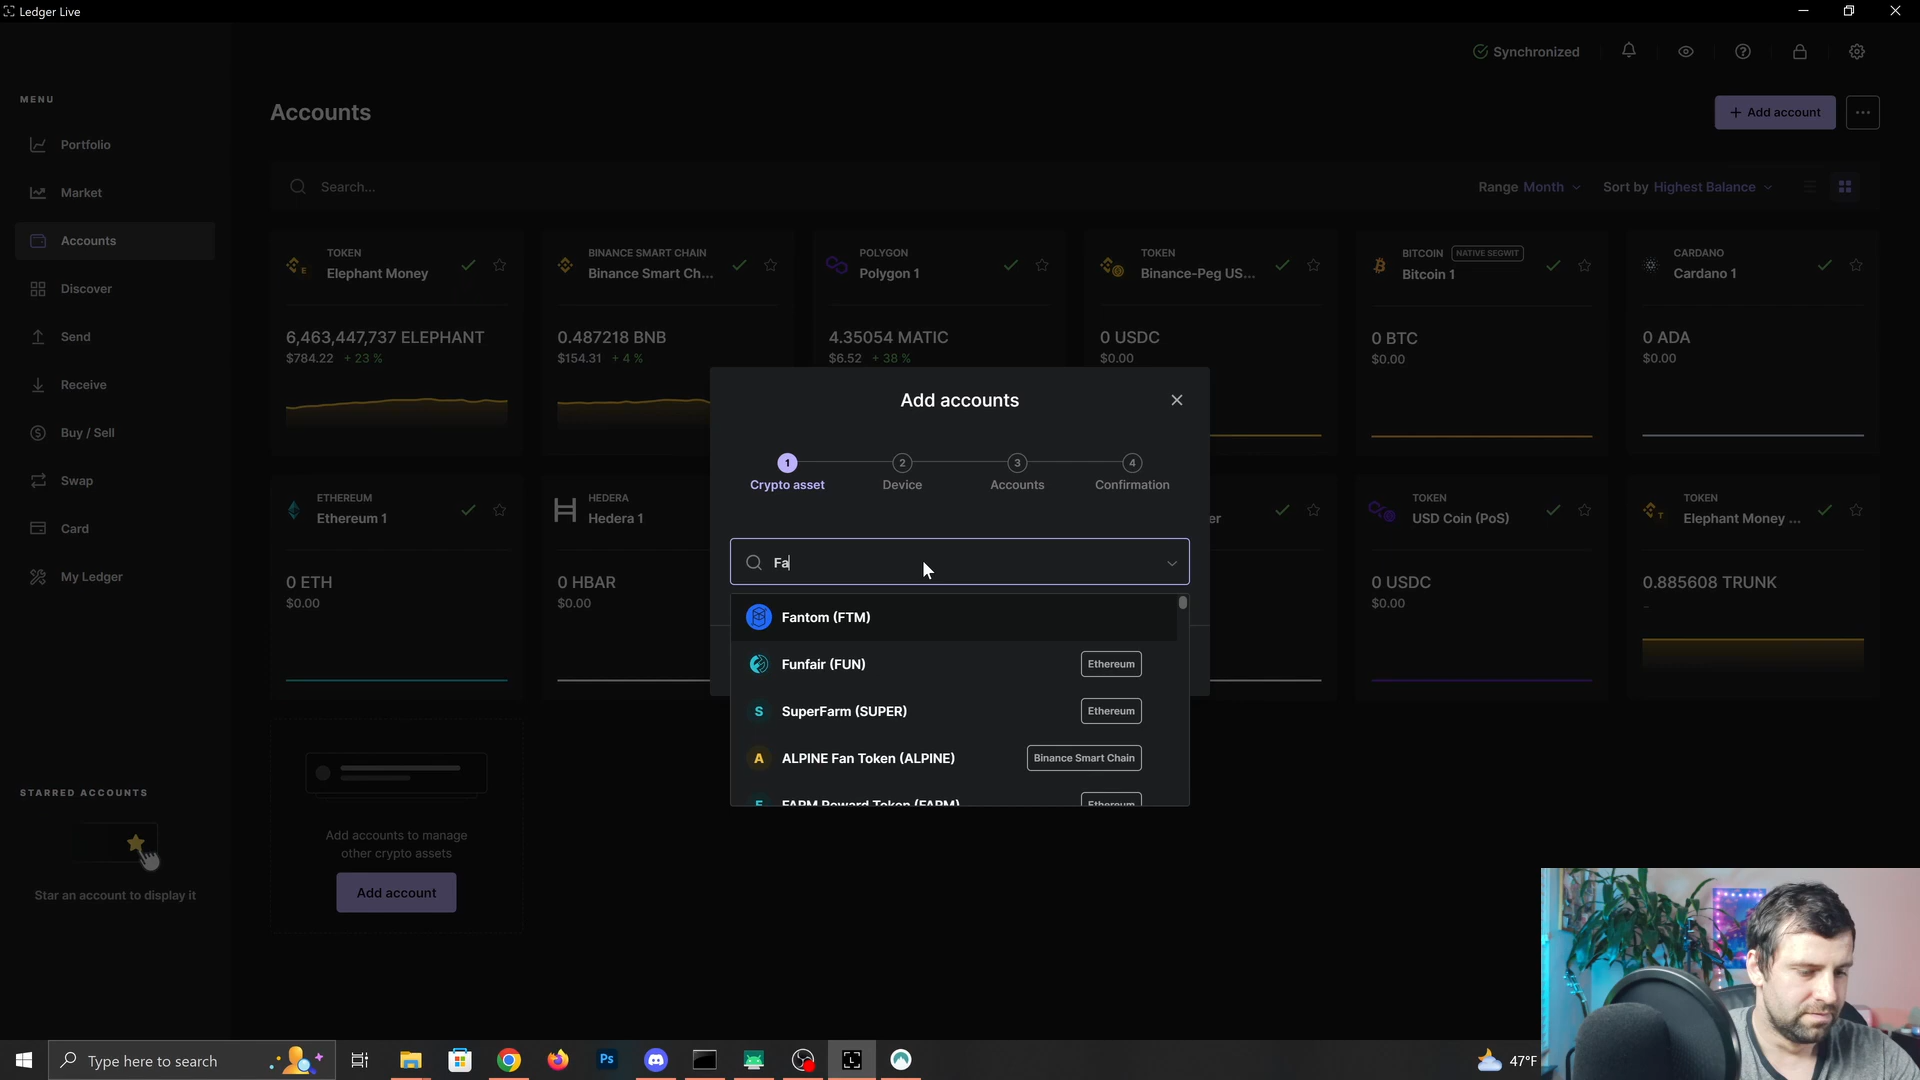 Ledger Live
Synchronized
MENU
Portfolio
Market
Accounts
Discover
Send
Receive
Buy / Sell
Swap
Card
My Ledger
STARRED ACCOUNTS
Star an account to display it
Accounts
+ Add account
Search...
Range Month
Sort by Highest Balance
TOKEN
Elephant Money
6,463,447,737 ELEPHANT
$784.22 + 23 %
BINANCE SMART CHAIN
Binance Smart Ch...
0.487218 BNB
$154.31 + 4 %
POLYGON
Polygon 1
4.35054 MATIC
$6.52 + 38 %
TOKEN
Binance-Peg US...
0 USDC
$0.00
BITCOIN NATIVE SEGWIT
Bitcoin 1
0 BTC
$0.00
CARDANO
Cardano 1
0 ADA
$0.00
ETHEREUM
Ethereum 1
0 ETH
$0.00
HEDERA
Hedera 1
0 HBAR
$0.00
er
TOKEN
USD Coin (PoS)
0 USDC
$0.00
TOKEN
Elephant Money ...
0.885608 TRUNK
-
Add accounts to manage
other crypto assets
Add account
Add accounts
1 2 3 4
Crypto asset Device Accounts Confirmation
Fa
Fantom (FTM)
Funfair (FUN) Ethereum
S SuperFarm (SUPER) Ethereum
A ALPINE Fan Token (ALPINE) Binance Smart Chain
F FARM Reward Token (FARM) Ethereum
Type here to search
Ps
47°F